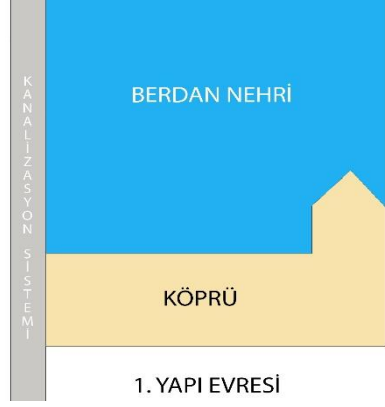 KANALİZASYON SİSTEMİ
BERDAN NEHRİ
KÖPRÜ
1. YAPI EVRESİ